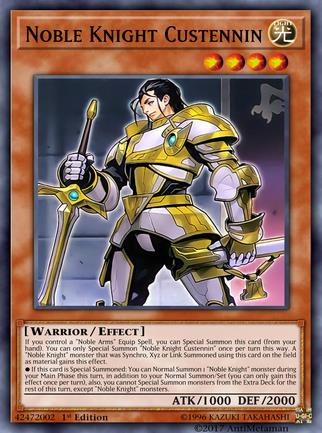 Noble Knight Custennin
LIGHT
光
[Warrior / Effect]
If you control a "Noble Arms" Equip Spell, you can Special Summon this card (from your
hand). You can only Special Summon "Noble Knight Custennin" once per turn this way. A
"Noble Knight" monster that was Synchro, Xyz or Link Summoned using this card on the field
as material gains this effect.
● If this card is Special Summoned: You can Normal Summon 1 "Noble Knight" monster during
your Main Phase this turn, in addition to your Normal Summon/Set (you can only gain this
effect once per turn), also, you cannot Special Summon monsters from the Extra Deck for the
rest of this turn, except "Noble Knight" monsters.
ATK/1000 DEF/2000
42472002 1st Edition ©1996 KAZUKI TAKAHASHI
©2017 AntiMetaman